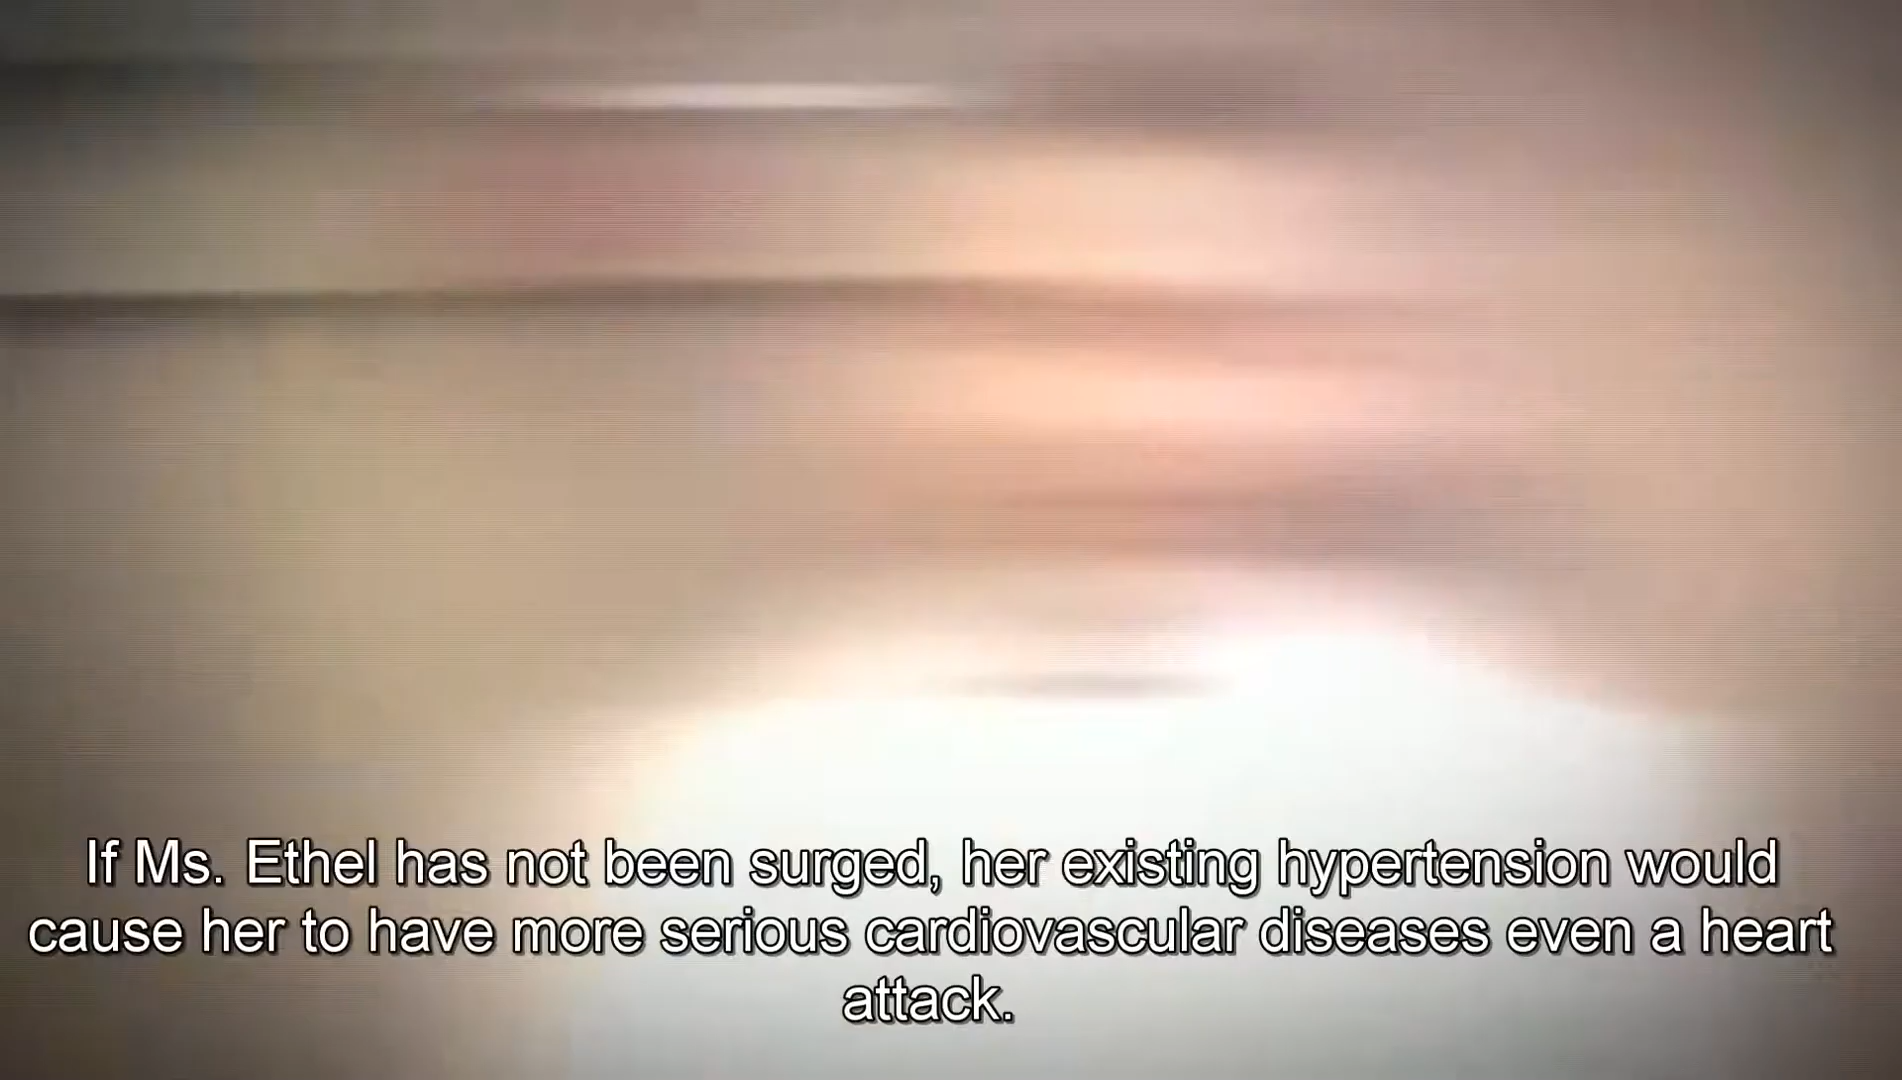 If Ms. Ethel has not been surged, her existing hypertension would
cause her to have more serious cardiovascular diseases even a heart
attack.